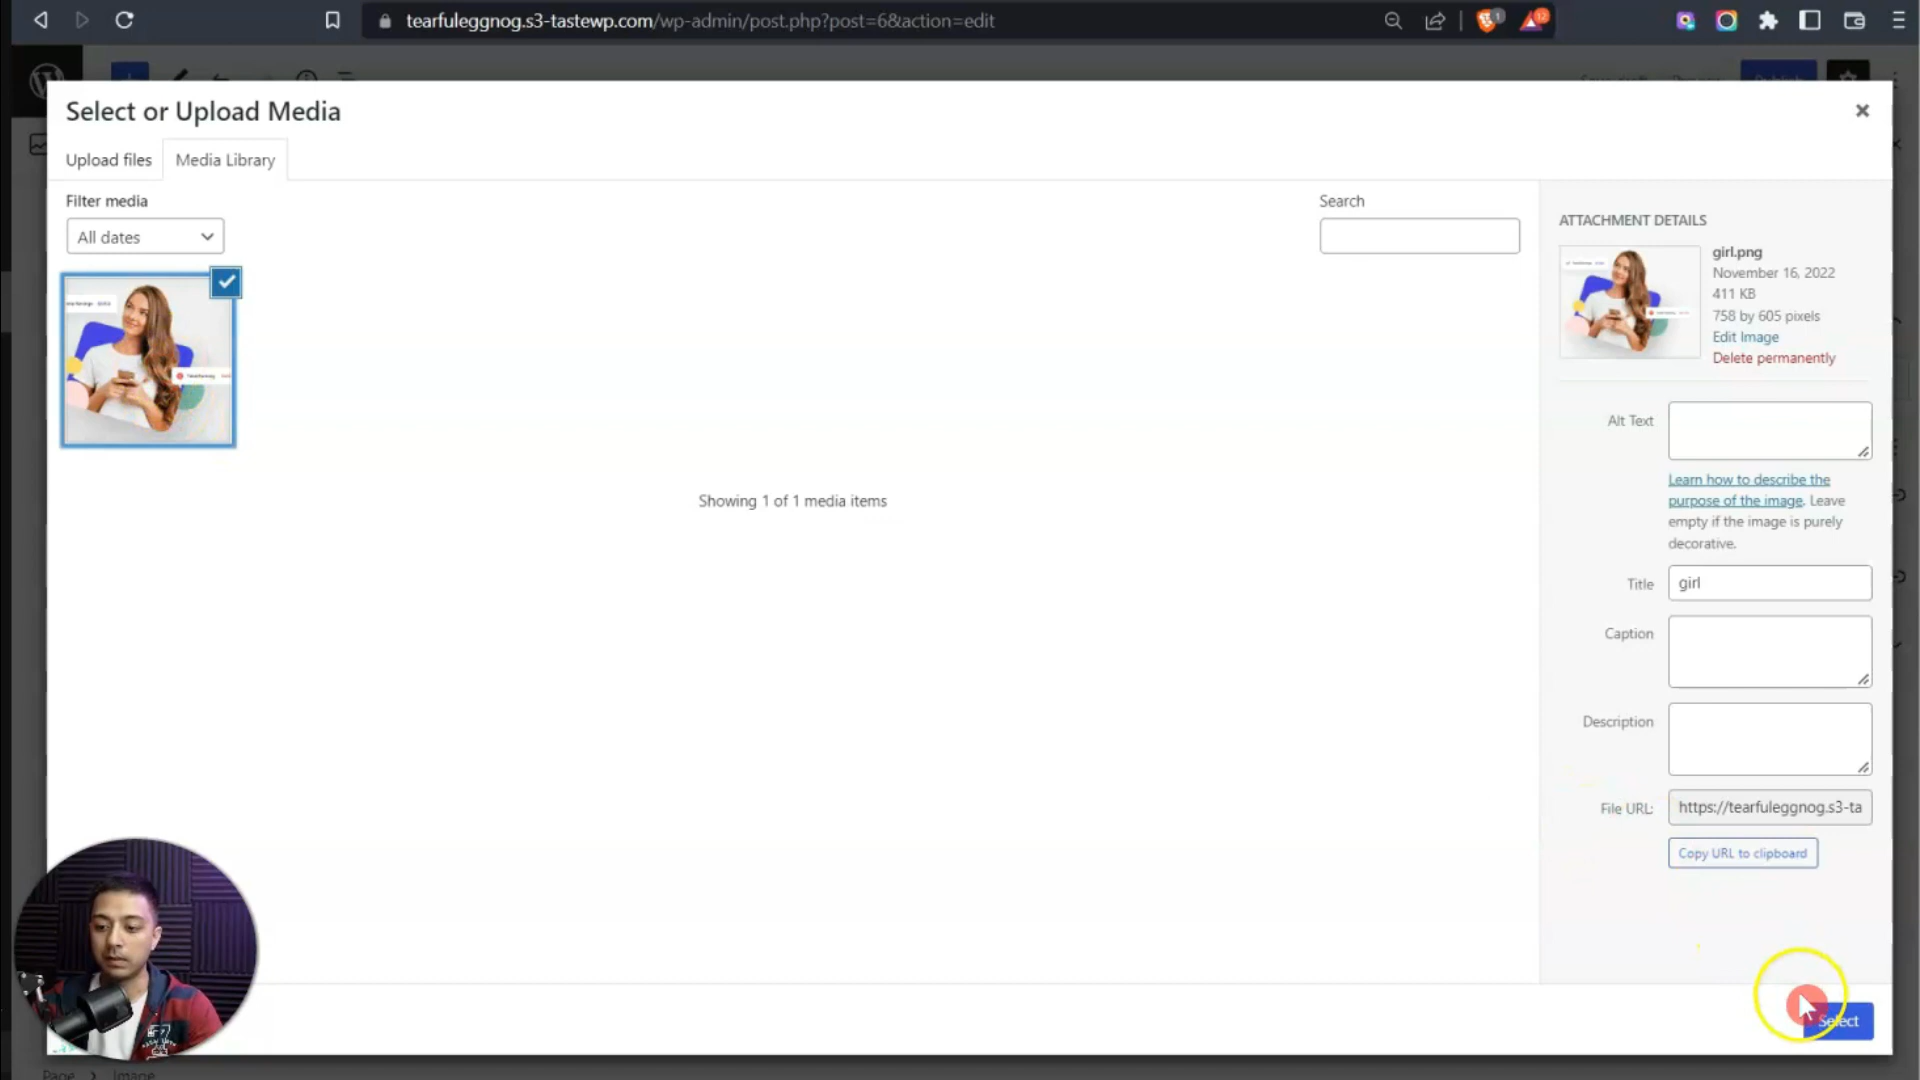 tearfuleggnog.s3-tastewp.com/wp-admin/post.php?post=6&action=edit
1
12
Select or Upload Media
Upload files
Media Library
Filter media
Search
All dates
Showing 1 of 1 media items
ATTACHMENT DETAILS
girl.png
November 16, 2022
411 KB
758 by 605 pixels
Edit Image
Delete permanently
Alt Text
Learn how to describe the
purpose of the image. Leave
empty if the image is purely
decorative.
Title
girl
Caption
Description
File URL:
https://tearfuleggnog.s3-ta
Copy URL to clipboard
Select
Page > Image